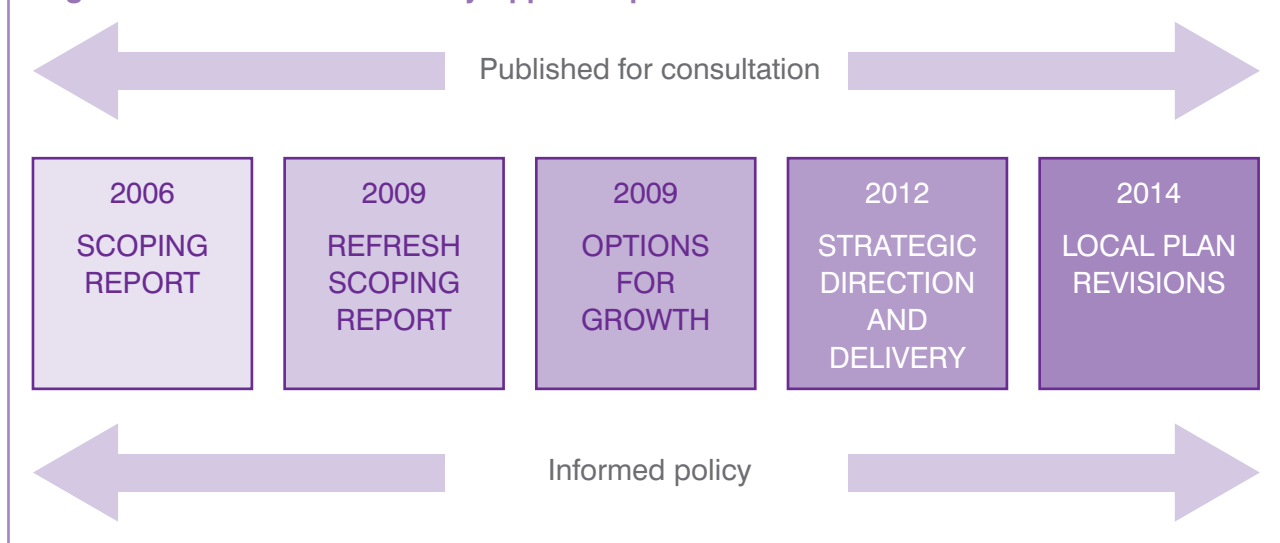 Published for consultation
2006
SCOPING
REPORT
2009
REFRESH
SCOPING
REPORT
2009
OPTIONS
FOR
GROWTH
2012
STRATEGIC
DIRECTION
AND
DELIVERY
2014
LOCAL PLAN
REVISIONS
Informed policy